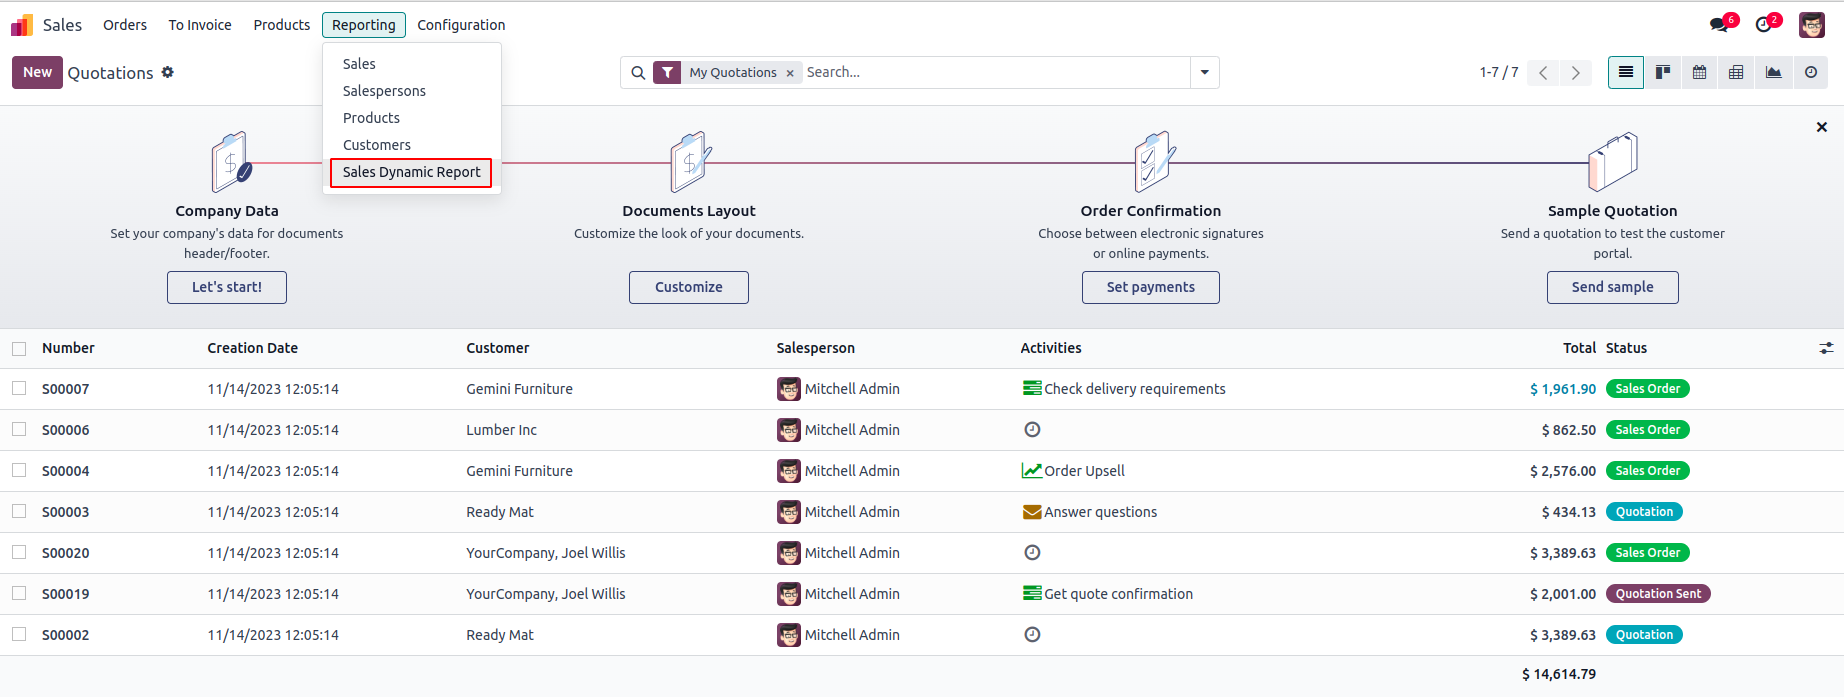 Sales Orders To Invoice Products Reporting Configuration 6 2
New Quotations My Quotations × Search... 1-7 / 7
Sales
Salespersons
Products
Customers
Sales Dynamic Report
Company Data Documents Layout Order Confirmation Sample Quotation
Set your company's data for documents Customize the look of your documents. Choose between electronic signatures Send a quotation to test the customer
header/footer. or online payments. portal.
Let's start! Customize Set payments Send sample
Number Creation Date Customer Salesperson Activities Total Status
S00007 11/14/2023 12:05:14 Gemini Furniture Mitchell Admin Check delivery requirements $ 1,961.90 Sales Order
S00006 11/14/2023 12:05:14 Lumber Inc Mitchell Admin $ 862.50 Sales Order
S00004 11/14/2023 12:05:14 Gemini Furniture Mitchell Admin Order Upsell $ 2,576.00 Sales Order
S00003 11/14/2023 12:05:14 Ready Mat Mitchell Admin Answer questions $ 434.13 Quotation
S00020 11/14/2023 12:05:14 YourCompany, Joel Willis Mitchell Admin $ 3,389.63 Sales Order
S00019 11/14/2023 12:05:14 YourCompany, Joel Willis Mitchell Admin Get quote confirmation $ 2,001.00 Quotation Sent
S00002 11/14/2023 12:05:14 Ready Mat Mitchell Admin $ 3,389.63 Quotation
$ 14,614.79